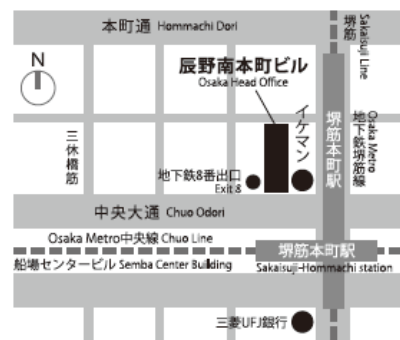 本町通 Hommachi Dori
堺筋
Sakaisuji Line
N
辰野南本町ビル
Osaka Head Office
イケマン
三休橋筋
堺筋本町駅
地下鉄堺筋線
Osaka Metro
地下鉄8番出口
Exit 8
中央大通 Chuo Odori
Osaka Metro中央線 Chuo Line
堺筋本町駅
船場センタービル Semba Center Building
Sakaisuji-Hommachi station
三菱UFJ銀行